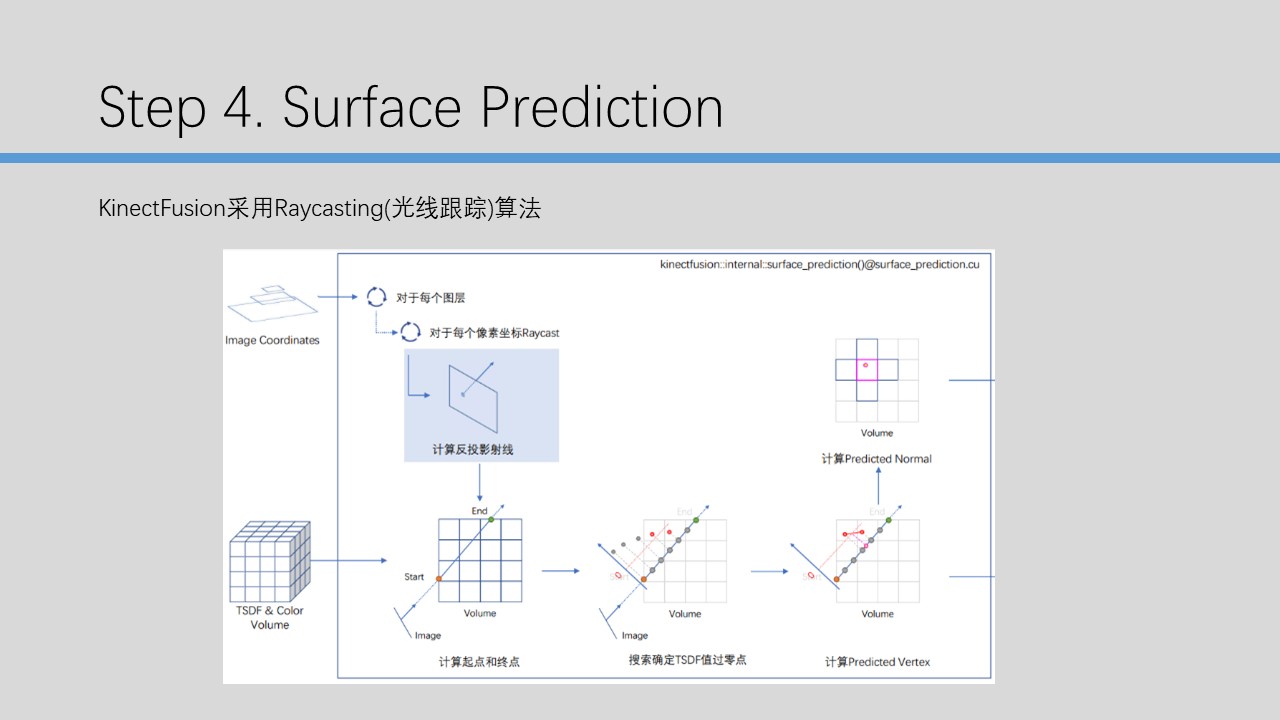 Step 4. Surface Prediction
KinectFusion采用Raycasting(光线跟踪)算法
kinectfusion::internal::surface_prediction()@surface_prediction.cu
对于每个图层
Image Coordinates
对于每个像素坐标Raycast
计算反投影射线
Volume
计算Predicted Normal
End
Start
Volume
Image
计算起点和终点
End
Start
0
Volume
Image
搜索确定TSDF值过零点
End
Start
0
Volume
计算Predicted Vertex
TSDF & Color
Volume